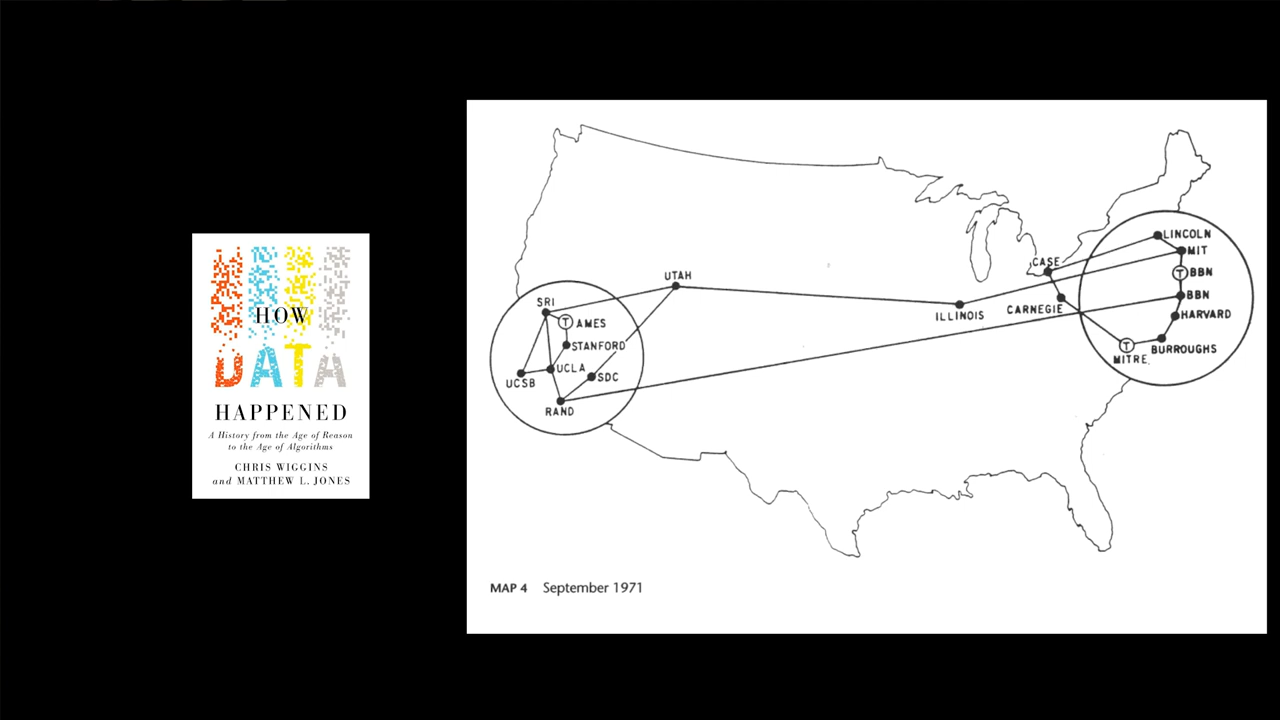 HOW
DATA
HAPPENED
A History from the Age of Reason
to the Age of Algorithms
CHRIS WIGGINS
and MATTHEW L. JONES
LINCOLN
MIT
CASE
T BBN
UTAH
BBN
SRI
CARNEGIE
ILLINOIS
HARVARD
T AMES
STANFORD
T
BURROUGHS
MITRE
UCLA
SDC
UCSB
RAND
MAP 4 September 1971